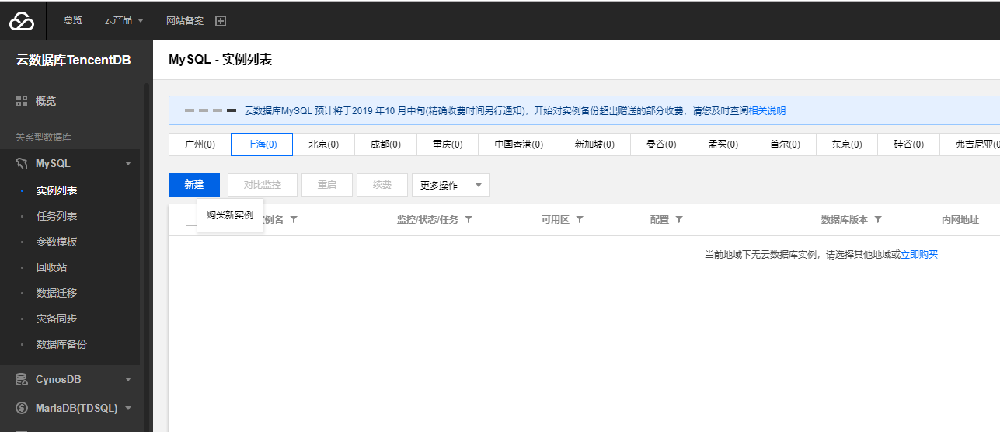 总览 云产品 网站备案
云数据库TencentDB
MySQL - 实例列表
概览
云数据库MySQL 预计将于2019 年10 月中旬(精确收费时间另行通知)，开始对实例备份超出赠送的部分收费，请您及时查阅相关说明
关系型数据库
广州(0) 上海(0) 北京(0) 成都(0) 重庆(0) 中国香港(0) 新加坡(0) 曼谷(0) 孟买(0) 首尔(0) 东京(0) 硅谷(0) 弗吉尼亚(0
MySQL
新建 对比监控 重启 续费 更多操作
实例列表
购买新实例
例名 监控/状态/任务 可用区 配置 数据库版本 内网地址
任务列表
参数模板
当前地域下无云数据库实例，请选择其他地域或立即购买
回收站
数据迁移
灾备同步
数据库备份
CynosDB
MariaDB(TDSQL)